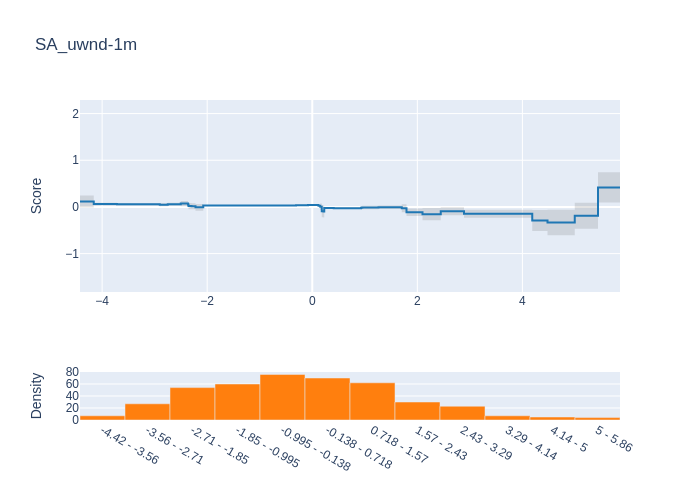 SA_uwnd-1m
Score
2
1
0
−1
−4
−2
0
2
4
Density
80
60
40
20
0
-4.42 - -3.56
-3.56 - -2.71
-2.71 - -1.85
-1.85 - -0.995
-0.995 - -0.138
-0.138 - 0.718
0.718 - 1.57
1.57 - 2.43
2.43 - 3.29
3.29 - 4.14
4.14 - 5
5 - 5.86